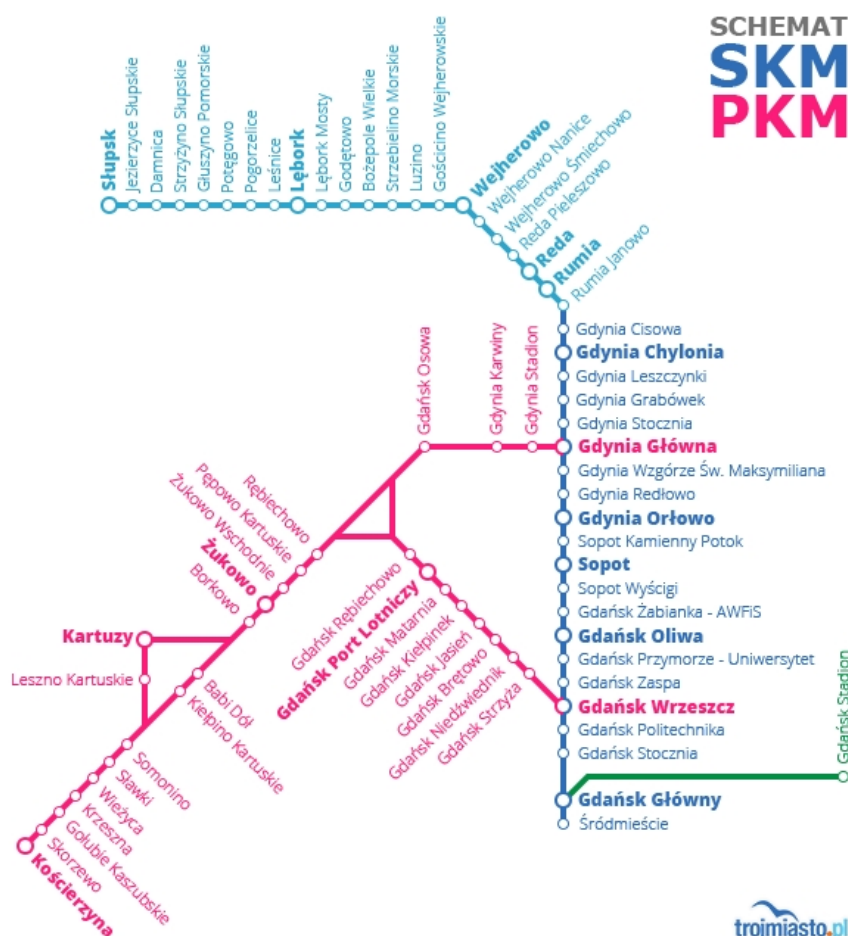 SCHEMAT
SKM
PKM
Słupsk
Jezierzyce Słupskie
Damnica
Strzyżyno Słupskie
Głuszyno Pomorskie
Potęgowo
Pogorzelice
Leśnice
Lębork
Lębork Mosty
Godętowo
Bożepole Wielkie
Strzebielino Morskie
Luzino
Gościcino Wejherowskie
Wejherowo
Wejherowo Nanice
Wejherowo Śmiechowo
Reda Pieleszowo
Reda
Rumia
Rumia Janowo
Gdynia Cisowa
Gdynia Chylonia
Gdynia Leszczynki
Gdynia Grabówek
Gdynia Stocznia
Gdynia Główna
Gdynia Wzgórze Św. Maksymiliana
Gdynia Redłowo
Gdynia Orłowo
Sopot Kamienny Potok
Sopot
Sopot Wyścigi
Gdańsk Żabianka - AWFiS
Gdańsk Oliwa
Gdańsk Przymorze - Uniwersytet
Gdańsk Zaspa
Gdańsk Wrzeszcz
Gdańsk Politechnika
Gdańsk Stocznia
Gdańsk Główny
Śródmieście
Gdańsk Stadion
Gdańsk Osowa
Gdynia Karwiny
Gdynia Stadion
Rębiechowo
Pępowo Kartuskie
Żukowo Wschodnie
Żukowo
Borkowo
Gdańsk Rębiechowo
Gdańsk Port Lotniczy
Gdańsk Matarnia
Gdańsk Kiełpinek
Gdańsk Jasień
Gdańsk Brętowo
Gdańsk Niedźwiednik
Gdańsk Strzyża
Kartuzy
Leszno Kartuskie
Babi Dół
Kiełpino Kartuskie
Somonino
Sławki
Wieżyca
Krzeszna
Gołubie Kaszubskie
Skorzewo
Kościerzyna
trojmiasto.pl